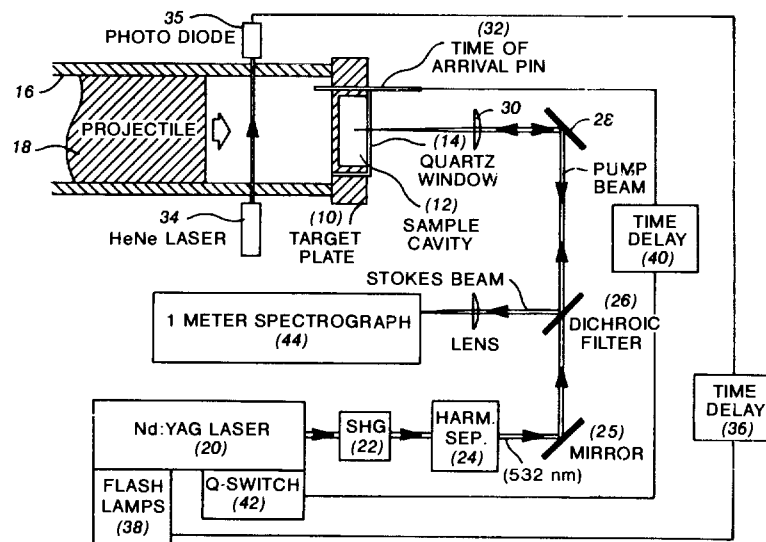 35
PHOTO DIODE
(32)
TIME OF
ARRIVAL PIN
16
PROJECTILE
18
30
28
(14)
QUARTZ
WINDOW
PUMP
BEAM
34
HeNe LASER
(10)
TARGET
PLATE
(12)
SAMPLE
CAVITY
TIME
DELAY
(40)
STOKES BEAM
1 METER SPECTROGRAPH
(44)
LENS
(26)
DICHROIC
FILTER
TIME
DELAY
(36)
Nd:YAG LASER
(20)
SHG
(22)
HARM.
SEP.
(24)
(25)
MIRROR
(532 nm)
FLASH
LAMPS
(38)
Q-SWITCH
(42)